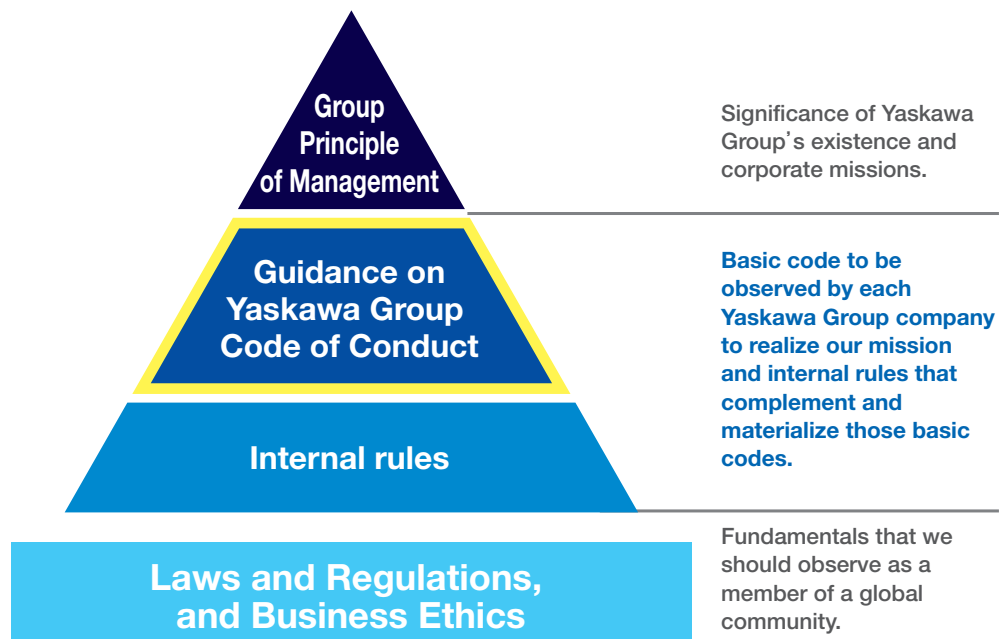 Group
Principle
of Management
Significance of Yaskawa
Group’s existence and
corporate missions.
Guidance on
Yaskawa Group
Code of Conduct
Basic code to be
observed by each
Yaskawa Group company
to realize our mission
and internal rules that
complement and
materialize those basic
codes.
Internal rules
Laws and Regulations,
and Business Ethics
Fundamentals that we
should observe as a
member of a global
community.